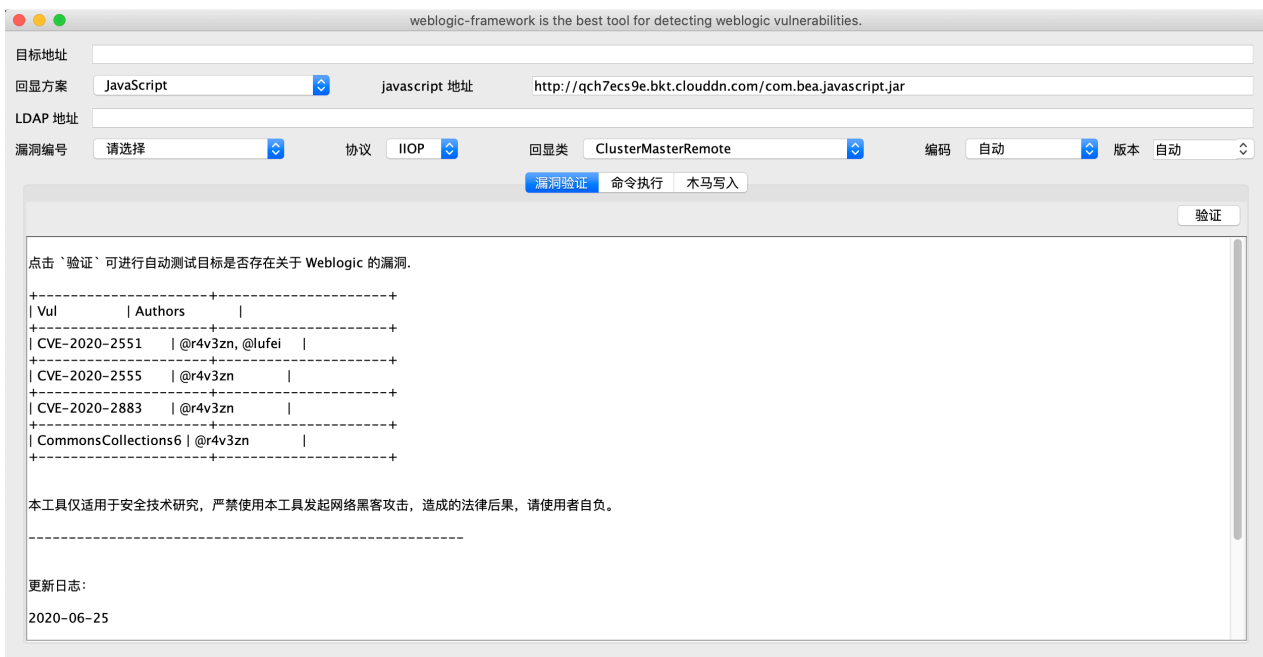 weblogic-framework is the best tool for detecting weblogic vulnerabilities.
目标地址
回显方案 JavaScript javascript 地址 http://qch7ecs9e.bkt.clouddn.com/com.bea.javascript.jar
LDAP 地址
漏洞编号 请选择 协议 IIOP 回显类 ClusterMasterRemote 编码 自动 版本 自动
漏洞验证 命令执行 木马写入
验证
点击 `验证` 可进行自动测试目标是否存在关于 Weblogic 的漏洞.
+---------------------+---------------------+
| Vul | Authors |
+---------------------+---------------------+
| CVE-2020-2551 | @r4v3zn, @lufei |
+---------------------+---------------------+
| CVE-2020-2555 | @r4v3zn |
+---------------------+---------------------+
| CVE-2020-2883 | @r4v3zn |
+---------------------+---------------------+
| CommonsCollections6 | @r4v3zn |
+---------------------+---------------------+
本工具仅适用于安全技术研究，严禁使用本工具发起网络黑客攻击，造成的法律后果，请使用者自负。
------------------------------------------------------
更新日志：
2020-06-25